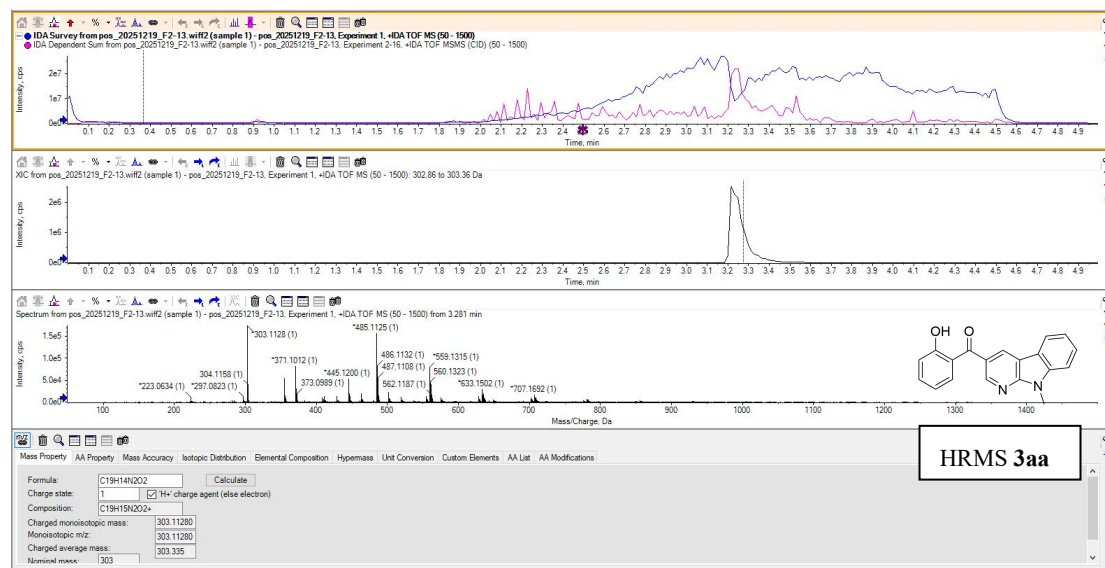 IDA Survey from pos_20251219_F2-13.wiff2 (sample 1) - pos_20251219_F2-13, Experiment 1, +IDA TOF MS (50 - 1500)
IDA Dependent Sum from pos_20251219_F2-13.wiff2 (sample 1) - pos_20251219_F2-13, Experiment 2-16, +IDA TOF MSMS (CID) (50 - 1500)
Intensity, cps
2e7
1e7
0e0
0.1 0.2 0.3 0.4 0.5 0.6 0.7 0.8 0.9 1.0 1.1 1.2 1.3 1.4 1.5 1.6 1.7 1.8 1.9 2.0 2.1 2.2 2.3 2.4 2.5 2.6 2.7 2.8 2.9 3.0 3.1 3.2 3.3 3.4 3.5 3.6 3.7 3.8 3.9 4.0 4.1 4.2 4.3 4.4 4.5 4.6 4.7 4.8 4.9
Time, min
XIC from pos_20251219_F2-13.wiff2 (sample 1) - pos_20251219_F2-13, Experiment 1, +IDA TOF MS (50 - 1500): 302.86 to 303.36 Da
Intensity, cps
2e6
1e6
0e0
0.1 0.2 0.3 0.4 0.5 0.6 0.7 0.8 0.9 1.0 1.1 1.2 1.3 1.4 1.5 1.6 1.7 1.8 1.9 2.0 2.1 2.2 2.3 2.4 2.5 2.6 2.7 2.8 2.9 3.0 3.1 3.2 3.3 3.4 3.5 3.6 3.7 3.8 3.9 4.0 4.1 4.2 4.3 4.4 4.5 4.6 4.7 4.8 4.9
Time, min
Spectrum from pos_20251219_F2-13.wiff2 (sample 1) - pos_20251219_F2-13, Experiment 1, +IDA TOF MS (50 - 1500) from 3.281 min
Intensity, cps
1.5e5
1.0e5
5.0e4
0.0e0
*303.1128 (1)
*485.1125 (1)
304.1158 (1)
*371.1012 (1)
486.1132 (1)
*559.1315 (1)
*223.0634 (1)
*297.0823 (1)
373.0989 (1)
*445.1200 (1)
487.1108 (1)
560.1323 (1)
562.1187 (1)
*633.1502 (1)
*707.1692 (1)
OH
O
N
N
100 200 300 400 500 600 700 800 900 1000 1100 1200 1300 1400
Mass/Charge, Da
Mass Property AA Property Mass Accuracy Isotopic Distribution Elemental Composition Hypermass Unit Conversion Custom Elements AA List AA Modifications
HRMS 3aa
Formula: C19H14N2O2 Calculate
Charge state: 1 'H+' charge agent (else electron)
Composition: C19H15N2O2+
Charged monoisotopic mass: 303.11280
Monoisotopic m/z: 303.11280
Charged average mass: 303.335
Nominal mass: 303